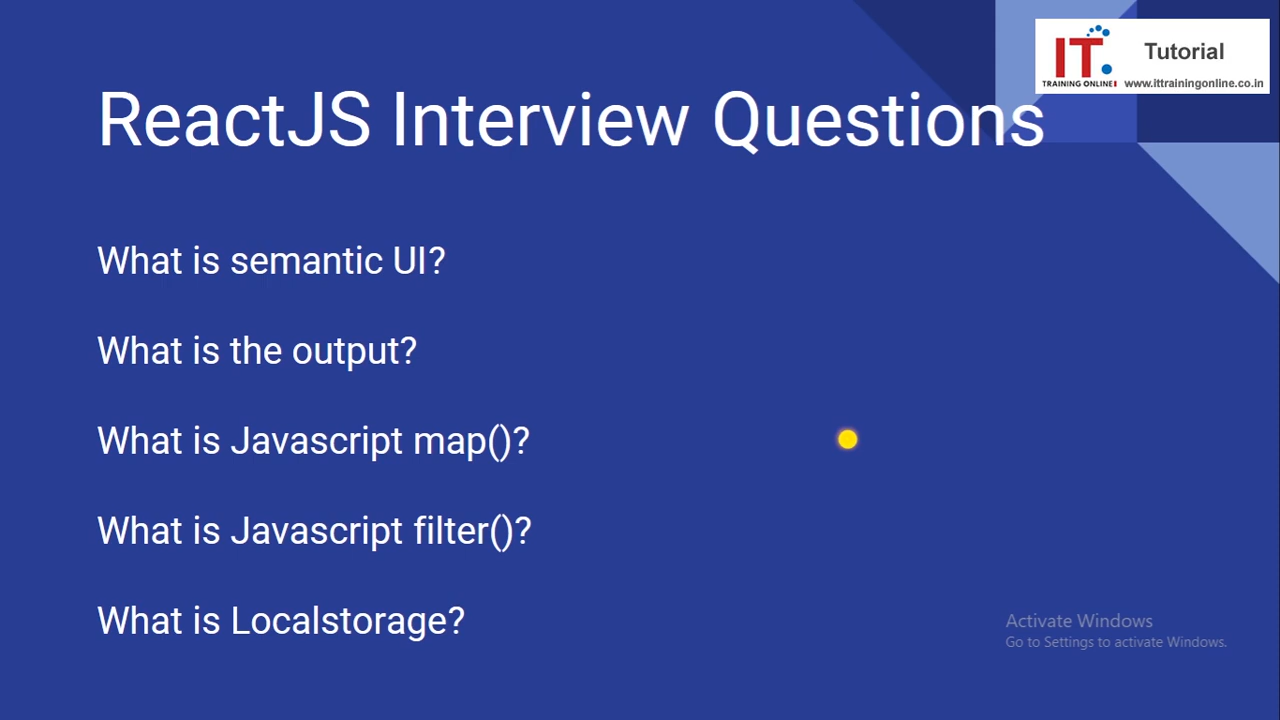 IT.
Tutorial
TRAINING ONLINE
www.ittrainingonline.co.in
ReactJS Interview Questions
What is semantic UI?
What is the output?
What is Javascript map()?
What is Javascript filter()?
What is Localstorage?
Activate Windows
Go to Settings to activate Windows.